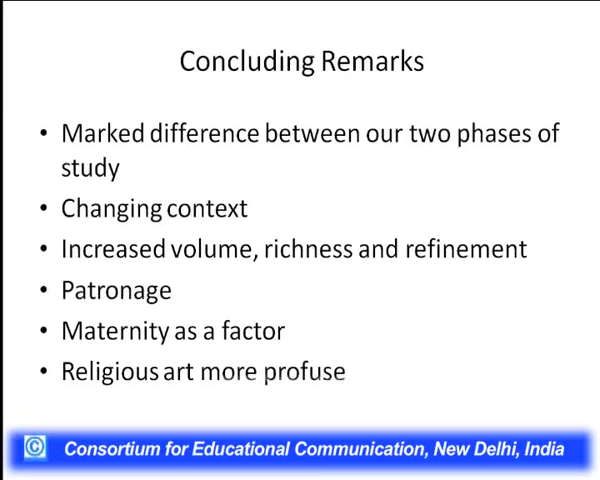 Concluding Remarks
• Marked difference between our two phases of
study
• Changing context
• Increased volume, richness and refinement
• Patronage
• Maternity as a factor
• Religious art more profuse
© Consortium for Educational Communication, New Delhi, India